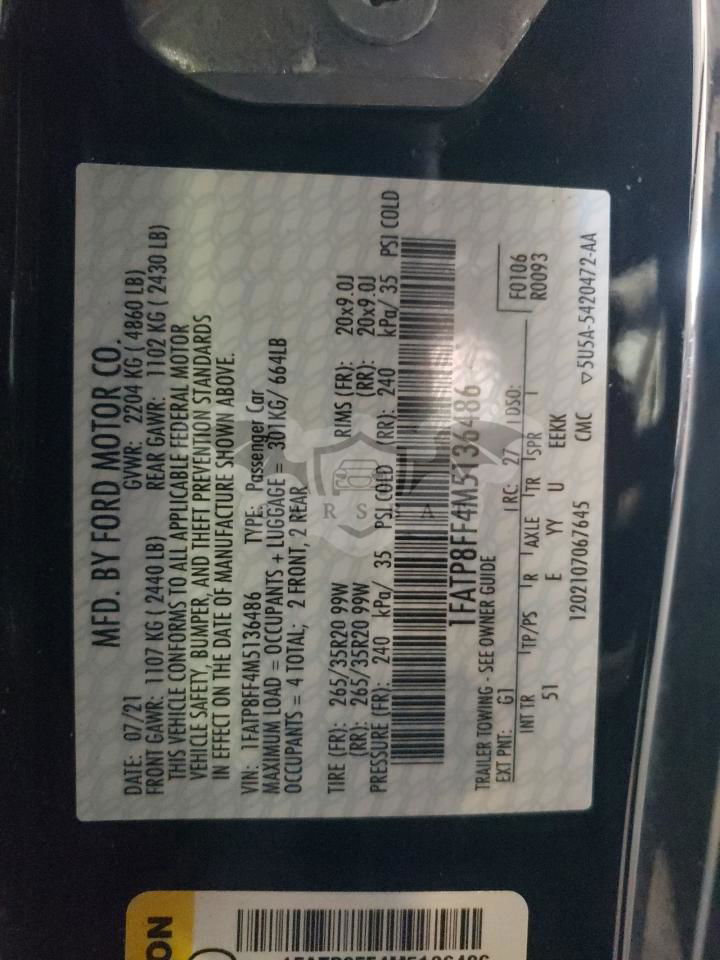 MFD. BY FORD MOTOR CO.
DATE: 07/21 GVWR: 2204 KG ( 4860 LB)
FRONT GAWR: 1107 KG (2440 LB) REAR GAWR: 1102 KG ( 2430 LB)
THIS VEHICLE CONFORMS TO ALL APPLICABLE FEDERAL MOTOR
VEHICLE SAFETY, BUMPER, AND THEFT PREVENTION STANDARDS
IN EFFECT ON THE DATE OF MANUFACTURE SHOWN ABOVE.
VIN: 1FATP8FF4M5136486 TYPE: Passenger Car
MAXIMUM LOAD = OCCUPANTS + LUGGAGE = 301KG/ 664LB
OCCUPANTS = 4 TOTAL; 2 FRONT, 2 REAR
TIRE (FR): 265/35R20 99W RIMS (FR): 20x9.0J
(RR): 265/35R20 99W (RR): 20x9.0J
PRESSURE (FR): 240 kPa/ 35 PSI COLD (RR): 240 kPa/ 35 PSI COLD
1FATP8FF4M5136486
TRAILER TOWING - SEE OWNER GUIDE F0106
EXT PNT: G1 RC: 27 DSO: R0093
INT TR TP/PS R AXLE TR SPR
51 E YY U EEKK
1202107067645 CMC ▽5U5A-5420472-AA
RSNA
ON